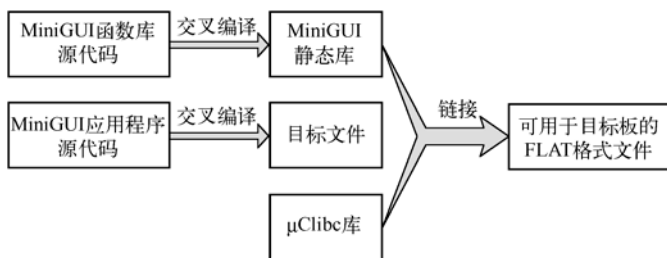 MiniGUI函数库
源代码
交叉编译
MiniGUI
静态库
MiniGUI应用程序
源代码
交叉编译
目标文件
μClibc库
链接
可用于目标板的
FLAT格式文件